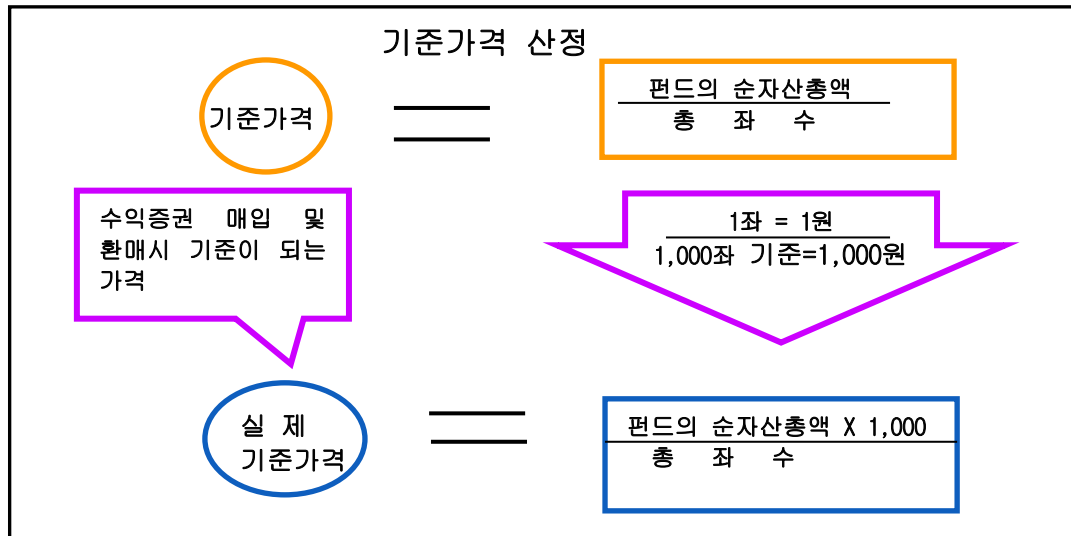 기준가격 산정
기준가격
펀드의 순자산총액
총 좌 수
수익증권 매입 및
환매시 기준이 되는
가격
1좌 = 1원
1,000좌 기준=1,000원
실 제
기준가격
펀드의 순자산총액 X 1,000
총 좌 수